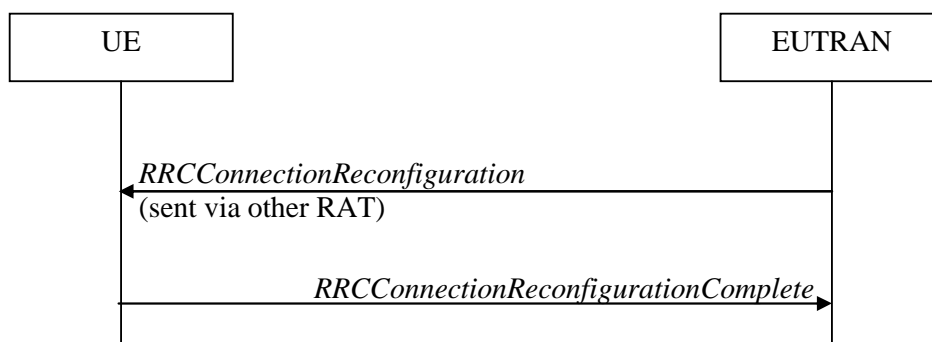 UE
EUTRAN
RRCConnectionReconfiguration
(sent via other RAT)
RRCConnectionReconfigurationComplete